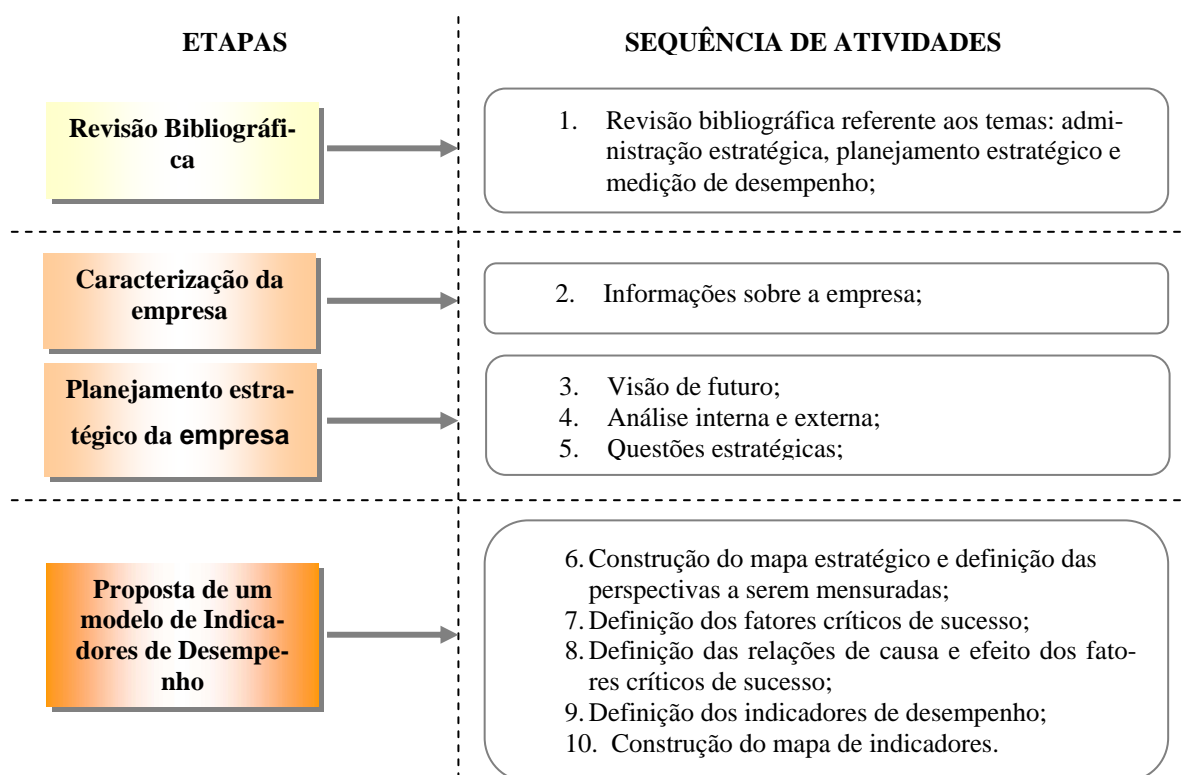 ETAPAS
SEQUÊNCIA DE ATIVIDADES
Revisão Bibliográfi-
ca
1. Revisão bibliográfica referente aos temas: admi-
nistração estratégica, planejamento estratégico e
medição de desempenho;
Caracterização da
empresa
2. Informações sobre a empresa;
Planejamento estra-
tégico da empresa
3. Visão de futuro;
4. Análise interna e externa;
5. Questões estratégicas;
Proposta de um
modelo de Indica-
dores de Desempe-
nho
6. Construção do mapa estratégico e definição das
perspectivas a serem mensuradas;
7. Definição dos fatores críticos de sucesso;
8. Definição das relações de causa e efeito dos fato-
res críticos de sucesso;
9. Definição dos indicadores de desempenho;
10. Construção do mapa de indicadores.